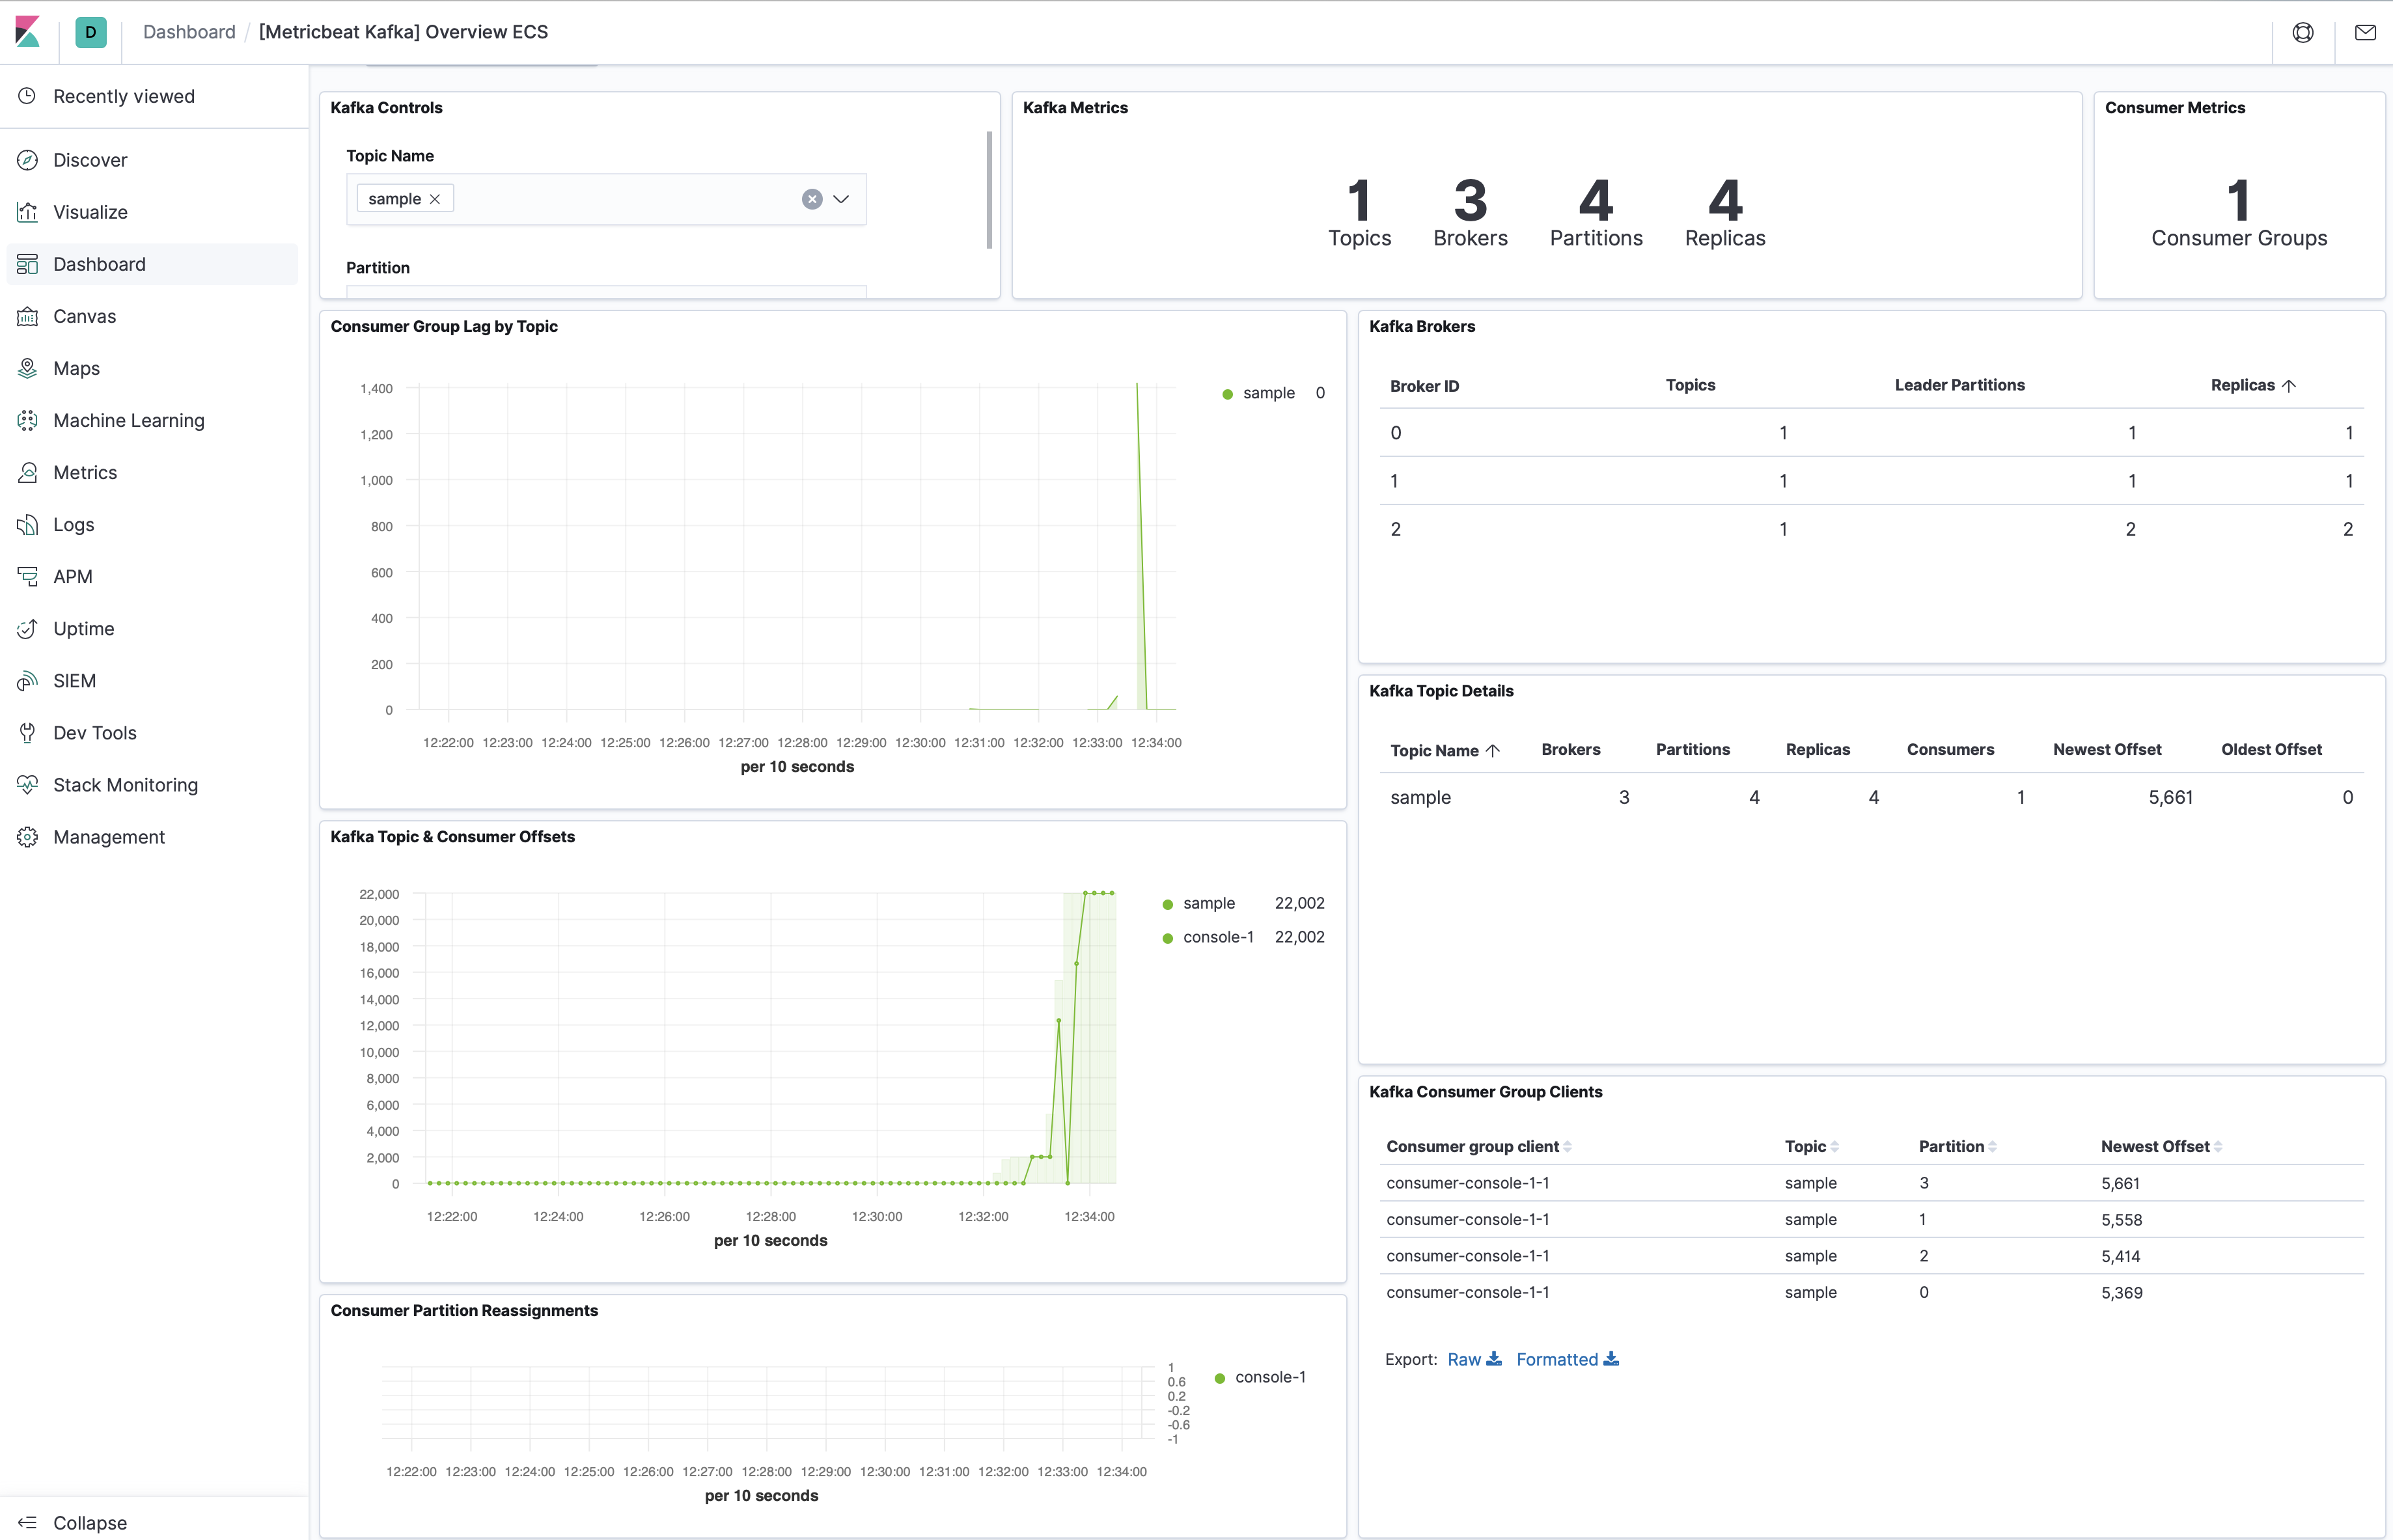 D Dashboard / [Metricbeat Kafka] Overview ECS
Recently viewed
Discover
Visualize
Dashboard
Canvas
Maps
Machine Learning
Metrics
Logs
APM
Uptime
SIEM
Dev Tools
Stack Monitoring
Management
Collapse
Kafka Controls
Topic Name
sample
Partition
Kafka Metrics
1 3 4 4
Topics Brokers Partitions Replicas
Consumer Metrics
1
Consumer Groups
Consumer Group Lag by Topic
1,400
1,200
1,000
800
600
400
200
0
12:22:00 12:23:00 12:24:00 12:25:00 12:26:00 12:27:00 12:28:00 12:29:00 12:30:00 12:31:00 12:32:00 12:33:00 12:34:00
per 10 seconds
sample 0
Kafka Brokers
Broker ID Topics Leader Partitions Replicas
0 1 1 1
1 1 1 1
2 1 2 2
Kafka Topic Details
Topic Name Brokers Partitions Replicas Consumers Newest Offset Oldest Offset
sample 3 4 4 1 5,661 0
Kafka Topic & Consumer Offsets
22,000
20,000
18,000
16,000
14,000
12,000
10,000
8,000
6,000
4,000
2,000
0
12:22:00 12:24:00 12:26:00 12:28:00 12:30:00 12:32:00 12:34:00
per 10 seconds
sample 22,002
console-1 22,002
Kafka Consumer Group Clients
Consumer group client Topic Partition Newest Offset
consumer-console-1-1 sample 3 5,661
consumer-console-1-1 sample 1 5,558
consumer-console-1-1 sample 2 5,414
consumer-console-1-1 sample 0 5,369
Export: Raw Formatted
Consumer Partition Reassignments
1
0.6
0.2
-0.2
-0.6
-1
12:22:00 12:23:00 12:24:00 12:25:00 12:26:00 12:27:00 12:28:00 12:29:00 12:30:00 12:31:00 12:32:00 12:33:00 12:34:00
per 10 seconds
console-1